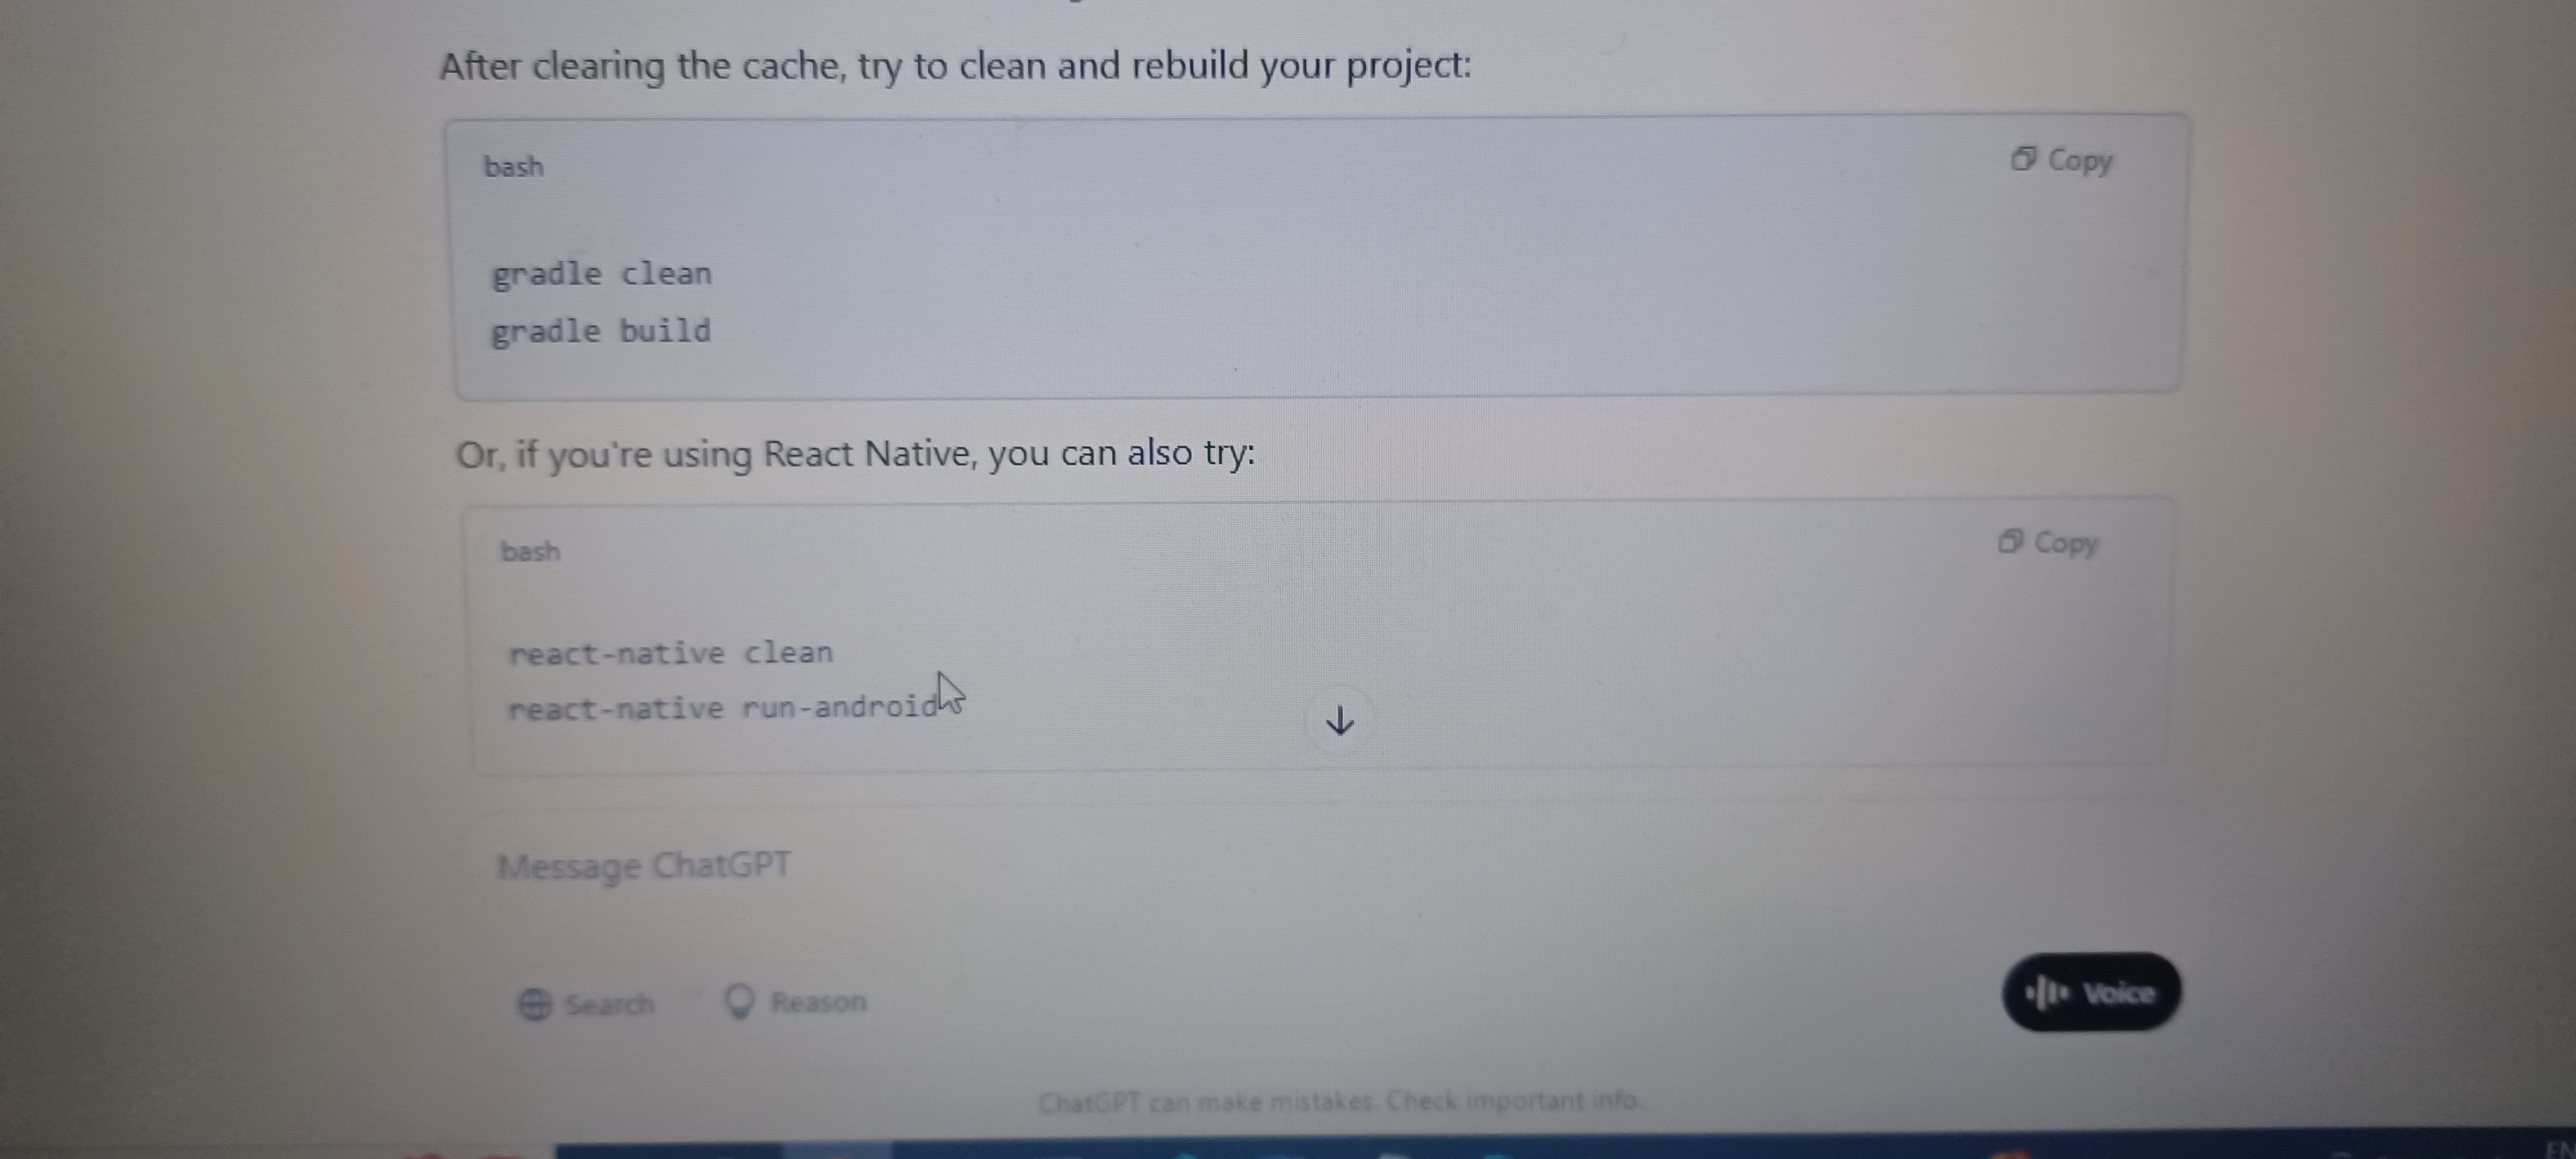 After clearing the cache, try to clean and rebuild your project:
bash
Copy
gradle clean
gradle build
Or, if you're using React Native, you can also try:
bash
Copy
react-native clean
react-native run-android
Message ChatGPT
Search
Reason
Voice
ChatGPT can make mistakes. Check important info.